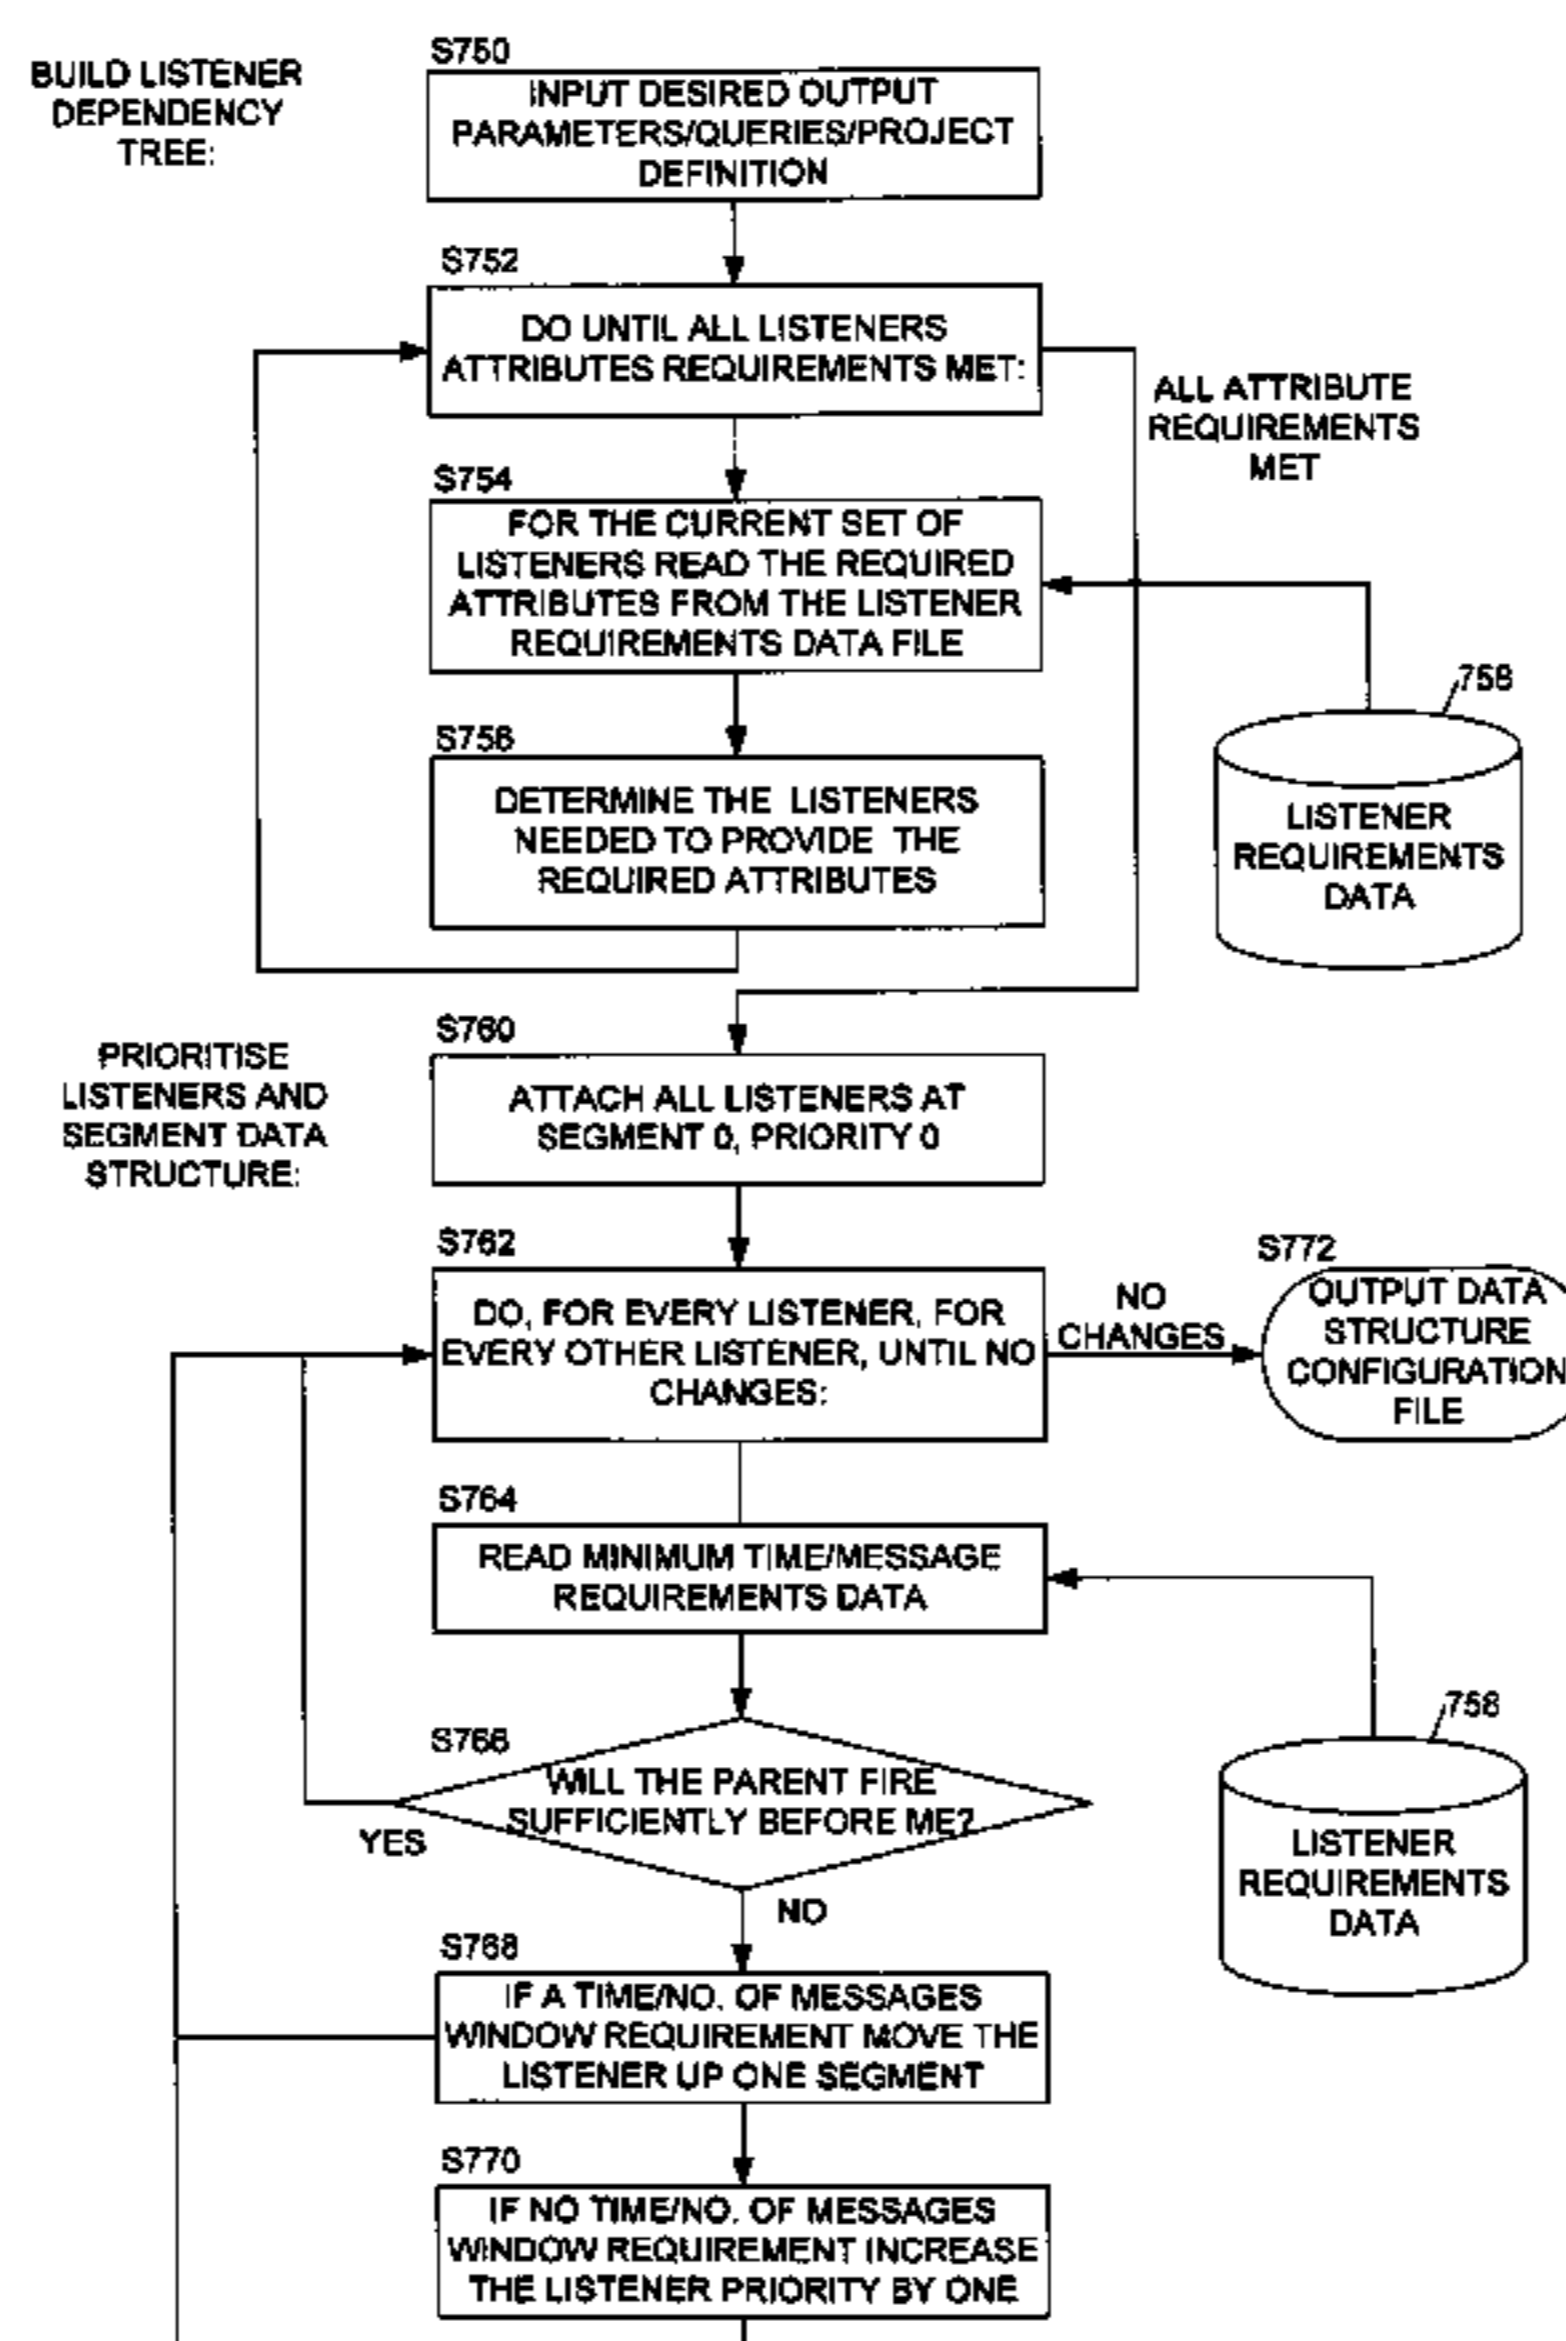 BUILD LISTENER
DEPENDENCY
TREE:
S750
INPUT DESIRED OUTPUT
PARAMETERS/QUERIES/PROJECT
DEFINITION
S752
DO UNTIL ALL LISTENERS
ATTRIBUTES REQUIREMENTS MET:
ALL ATTRIBUTE
REQUIREMENTS
MET
S754
FOR THE CURRENT SET OF
LISTENERS READ THE REQUIRED
ATTRIBUTES FROM THE LISTENER
REQUIREMENTS DATA FILE
758
LISTENER
REQUIREMENTS
DATA
S756
DETERMINE THE LISTENERS
NEEDED TO PROVIDE THE
REQUIRED ATTRIBUTES
PRIORITISE
LISTENERS AND
SEGMENT DATA
STRUCTURE:
S760
ATTACH ALL LISTENERS AT
SEGMENT 0, PRIORITY 0
S762
DO, FOR EVERY LISTENER, FOR
EVERY OTHER LISTENER, UNTIL NO
CHANGES:
NO
CHANGES
S772
OUTPUT DATA
STRUCTURE
CONFIGURATION
FILE
S764
READ MINIMUM TIME/MESSAGE
REQUIREMENTS DATA
758
LISTENER
REQUIREMENTS
DATA
S766
WILL THE PARENT FIRE
SUFFICIENTLY BEFORE ME?
YES
NO
S768
IF A TIME/NO. OF MESSAGES
WINDOW REQUIREMENT MOVE THE
LISTENER UP ONE SEGMENT
S770
IF NO TIME/NO. OF MESSAGES
WINDOW REQUIREMENT INCREASE
THE LISTENER PRIORITY BY ONE